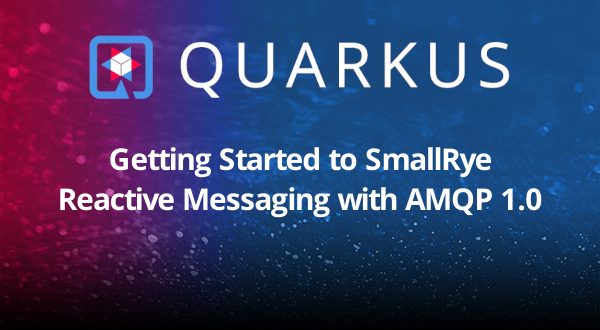 QUARKUS
Getting Started to SmallRye
Reactive Messaging with AMQP 1.0